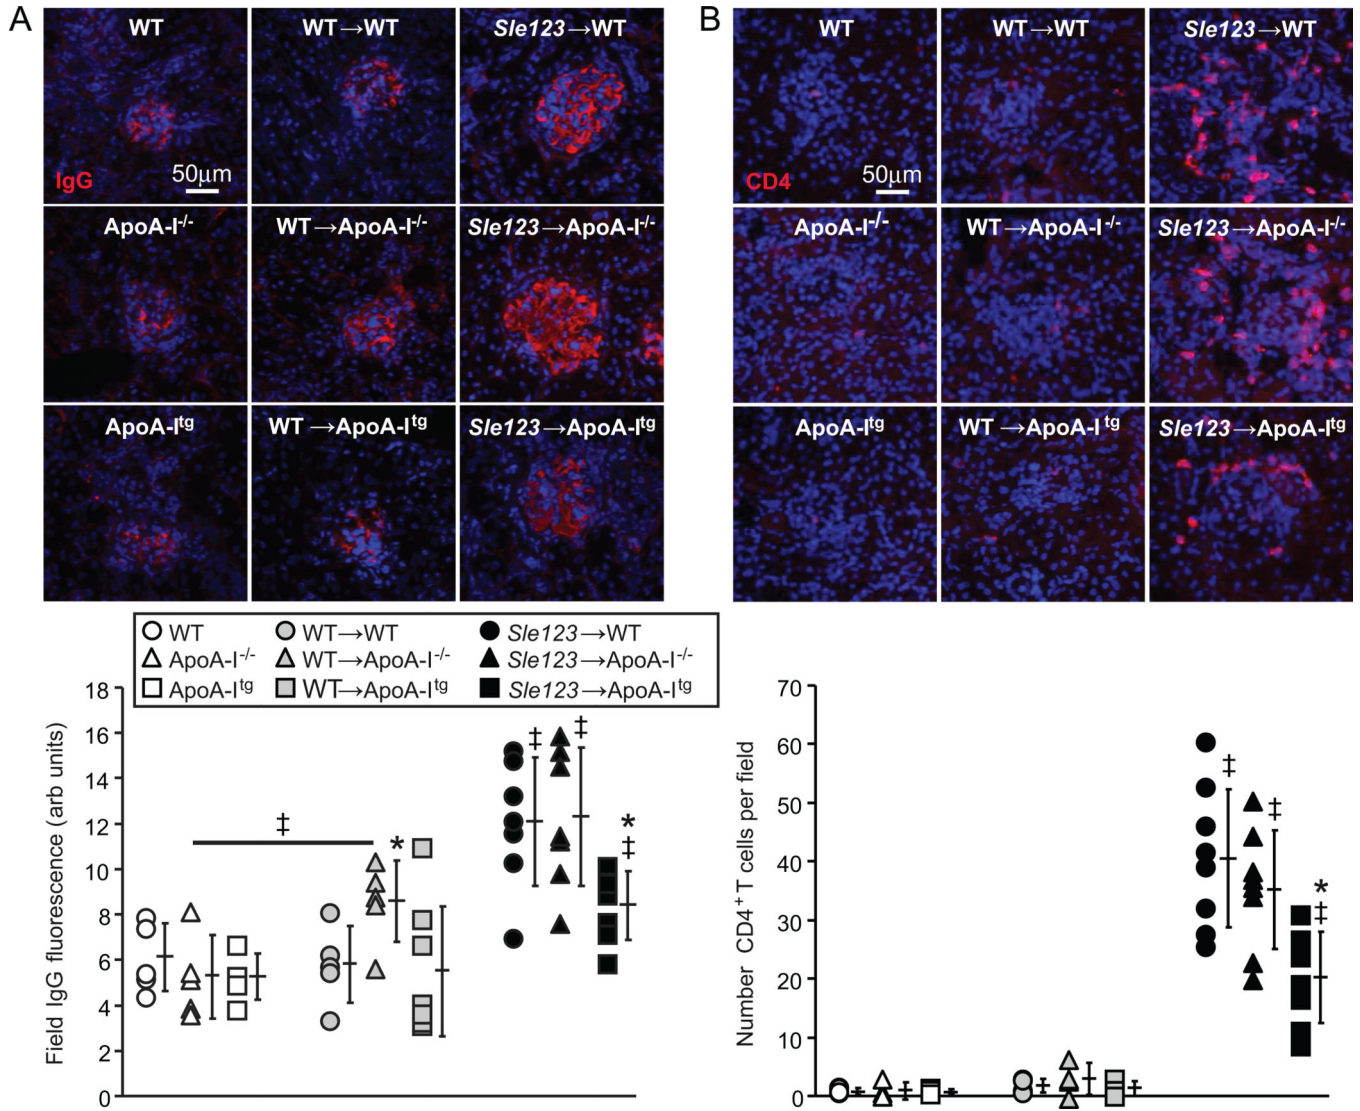 A
WT
WT→WT
Sle123→WT
IgG
50μm
ApoA-I-/-
WT→ApoA-I-/-
Sle123→ApoA-I-/-
ApoA-Itg
WT→ApoA-Itg
Sle123→ApoA-Itg
B
WT
WT→WT
Sle123→WT
CD4
50μm
ApoA-I-/-
WT→ApoA-I-/-
Sle123→ApoA-I-/-
ApoA-Itg
WT→ApoA-Itg
Sle123→ApoA-Itg
WT
WT→WT
Sle123→WT
ApoA-I-/-
WT→ApoA-I-/-
Sle123→ApoA-I-/-
ApoA-Itg
WT→ApoA-Itg
Sle123→ApoA-Itg
Field IgG fluorescence (arb units)
18
16
14
12
10
8
6
4
2
0
‡
*
‡
‡
*
‡
Number CD4+T cells per field
70
60
50
40
30
20
10
0
‡
‡
*
‡